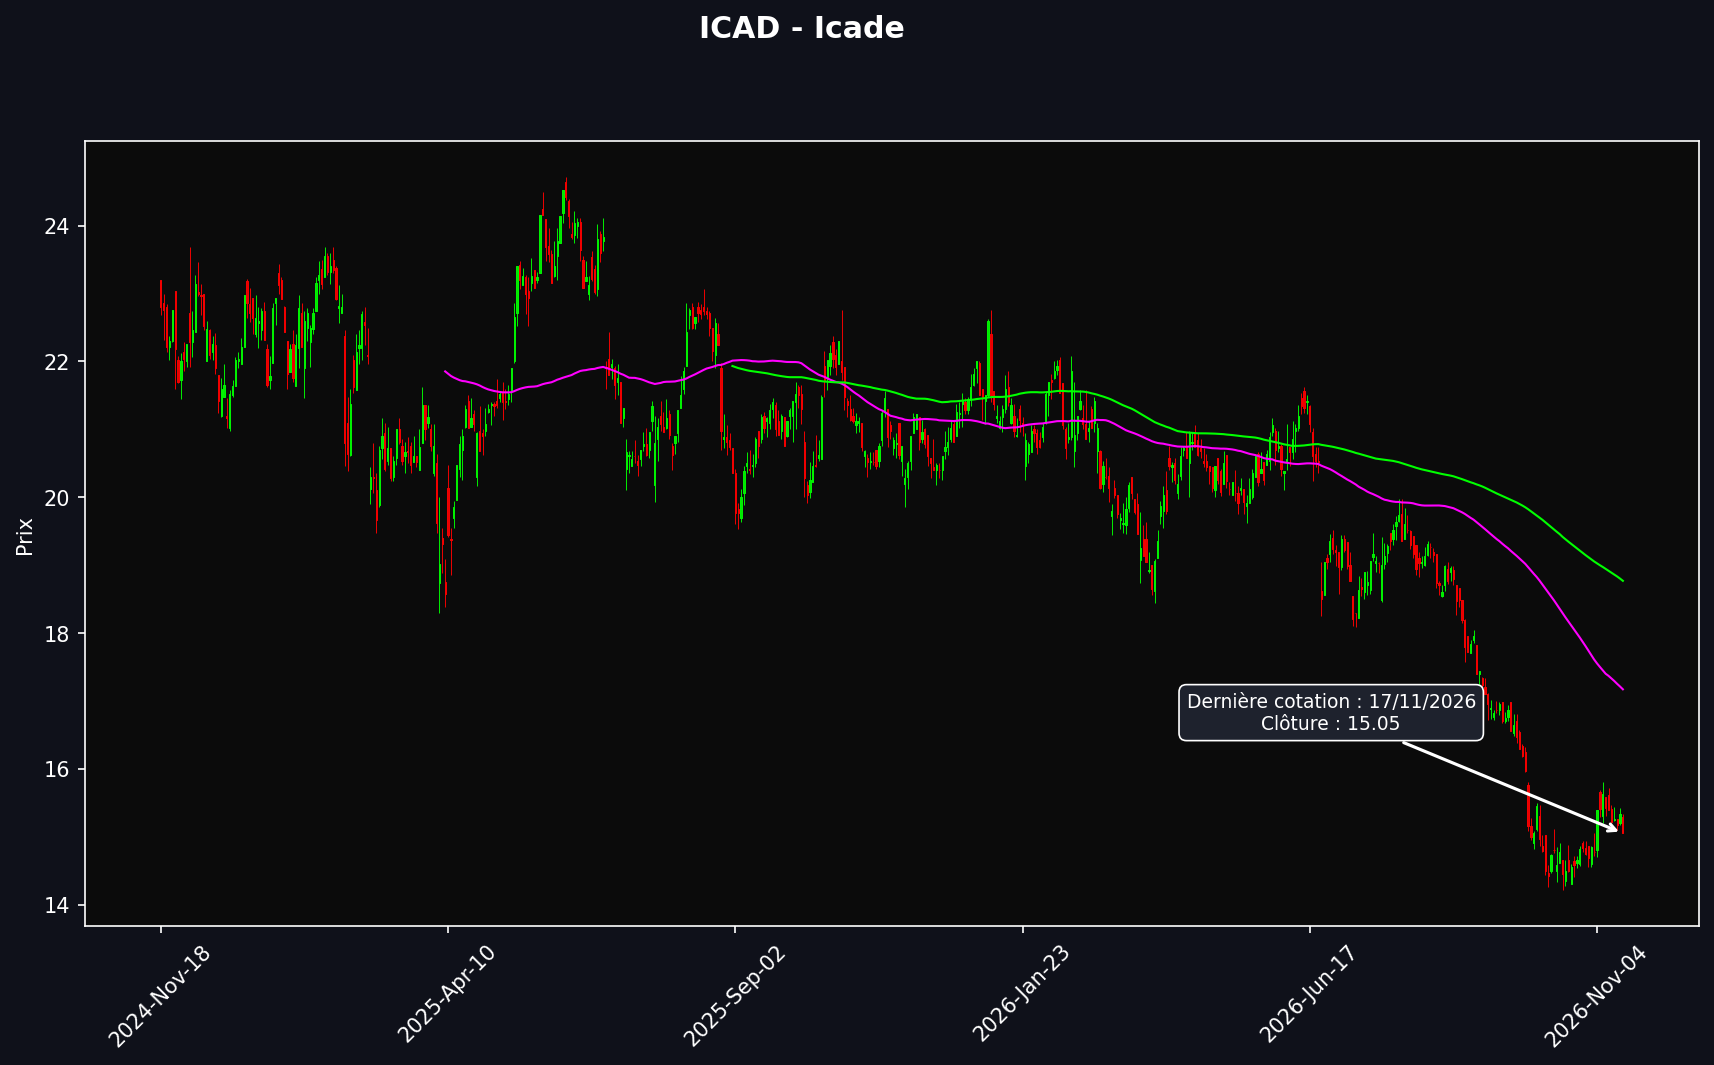 ICAD - Icade
Prix
24
22
20
18
16
14
Dernière cotation : 17/11/2026
Clôture : 15.05
2024-Nov-18
2025-Apr-10
2025-Sep-02
2026-Jan-23
2026-Jun-17
2026-Nov-04